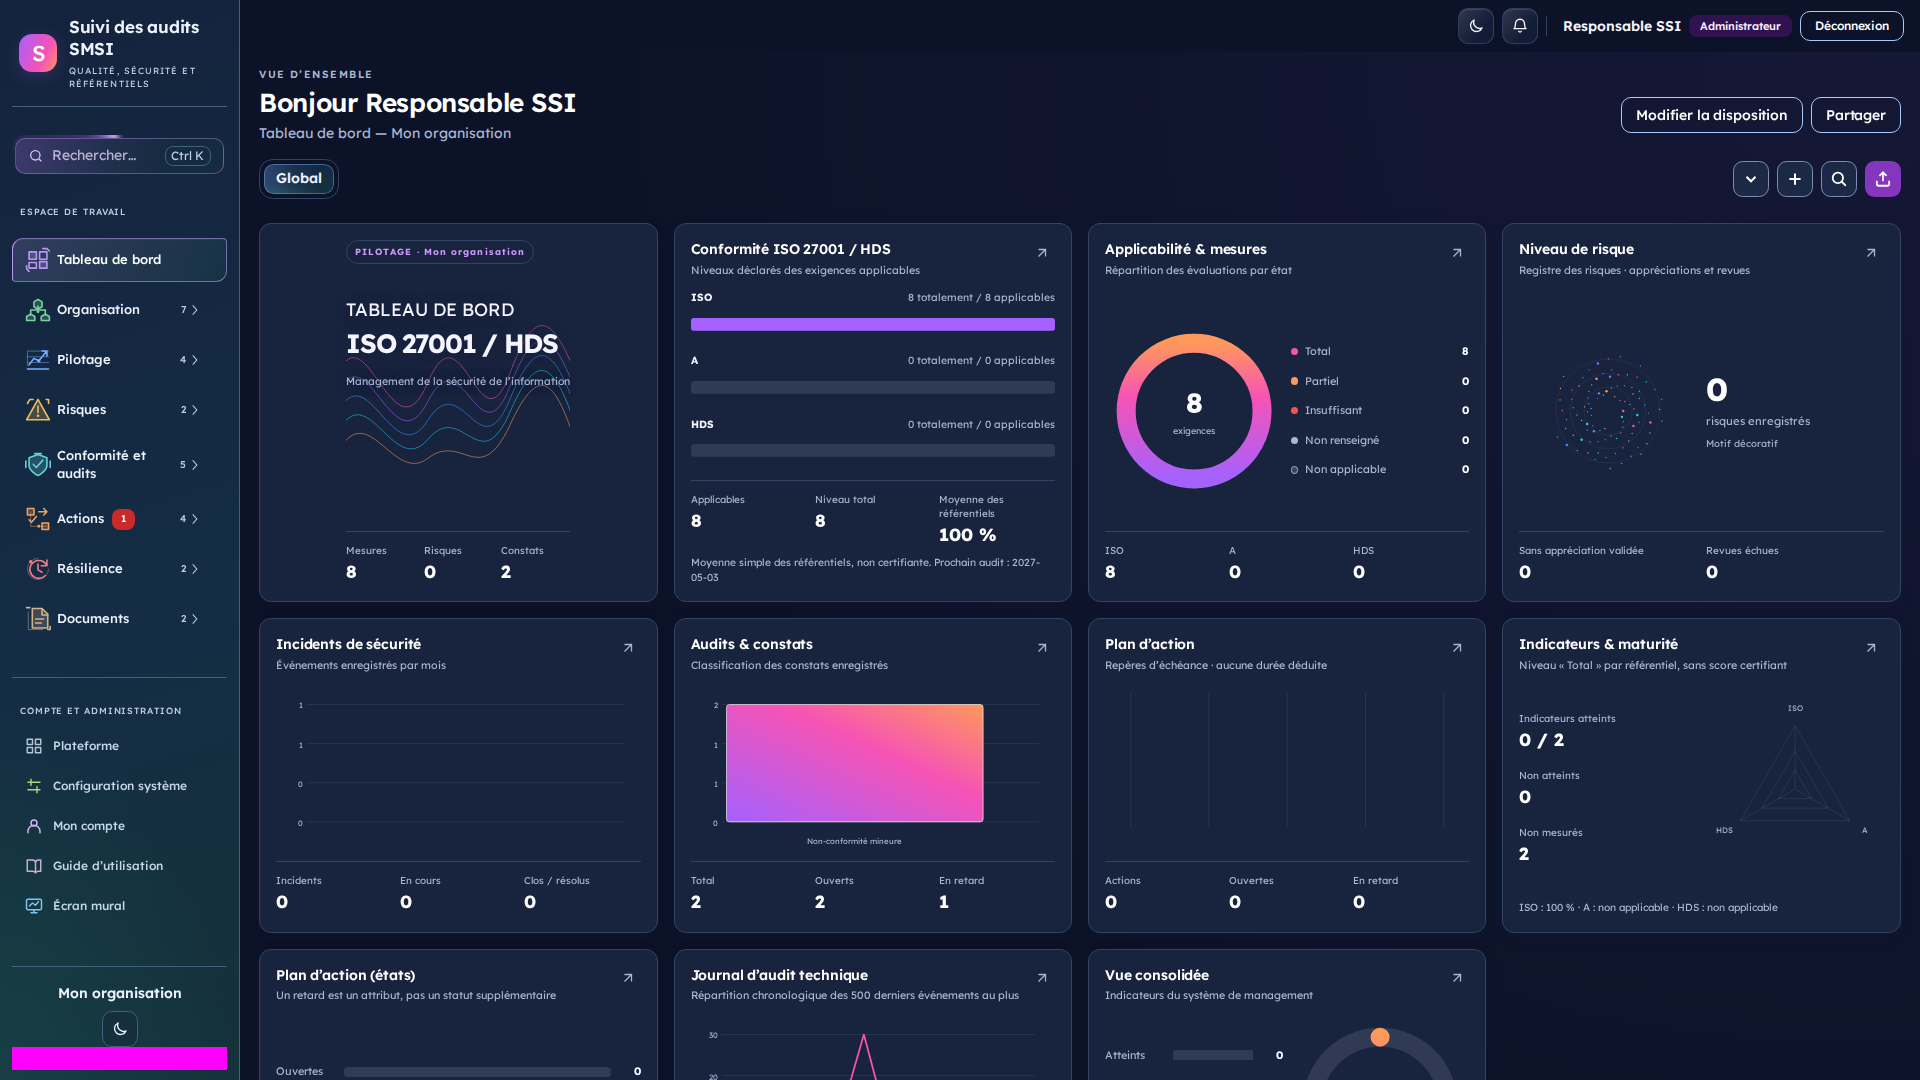 S
Suivi des audits
SMSI
QUALITÉ, SÉCURITÉ ET
RÉFÉRENTIELS
Rechercher...
Ctrl K
ESPACE DE TRAVAIL
Tableau de bord
Organisation 7
Pilotage 4
Risques 2
Conformité et
audits 5
Actions 1 4
Résilience 2
Documents 2
COMPTE ET ADMINISTRATION
Plateforme
Configuration système
Mon compte
Guide d’utilisation
Écran mural
Mon organisation
Responsable SSI Administrateur Déconnexion
VUE D’ENSEMBLE
Bonjour Responsable SSI
Tableau de bord — Mon organisation
Modifier la disposition Partager
Global
PILOTAGE · Mon organisation
TABLEAU DE BORD
ISO 27001 / HDS
Management de la sécurité de l’information
Mesures Risques Constats
8 0 2
Conformité ISO 27001 / HDS
Niveaux déclarés des exigences applicables
ISO 8 totalement / 8 applicables
A 0 totalement / 0 applicables
HDS 0 totalement / 0 applicables
Applicables Niveau total Moyenne des
référentiels
8 8 100 %
Moyenne simple des référentiels, non certifiante. Prochain audit : 2027-
05-03
Applicabilité & mesures
Répartition des évaluations par état
8
exigences
Total 8
Partiel 0
Insuffisant 0
Non renseigné 0
Non applicable 0
ISO A HDS
8 0 0
Niveau de risque
Registre des risques · appréciations et revues
0
risques enregistrés
Motif décoratif
Sans appréciation validée Revues échues
0 0
Incidents de sécurité
Événements enregistrés par mois
1
1
0
0
Incidents En cours Clos / résolus
0 0 0
Audits & constats
Classification des constats enregistrés
2
1
1
0
Non-conformité mineure
Total Ouverts En retard
2 2 1
Plan d’action
Repères d’échéance · aucune durée déduite
Actions Ouvertes En retard
0 0 0
Indicateurs & maturité
Niveau « Total » par référentiel, sans score certifiant
Indicateurs atteints
0 / 2
Non atteints
0
Non mesurés
2
ISO
HDS A
ISO : 100 % · A : non applicable · HDS : non applicable
Plan d’action (états)
Un retard est un attribut, pas un statut supplémentaire
Ouvertes 0
Journal d’audit technique
Répartition chronologique des 500 derniers événements au plus
30
20
Vue consolidée
Indicateurs du système de management
Atteints 0